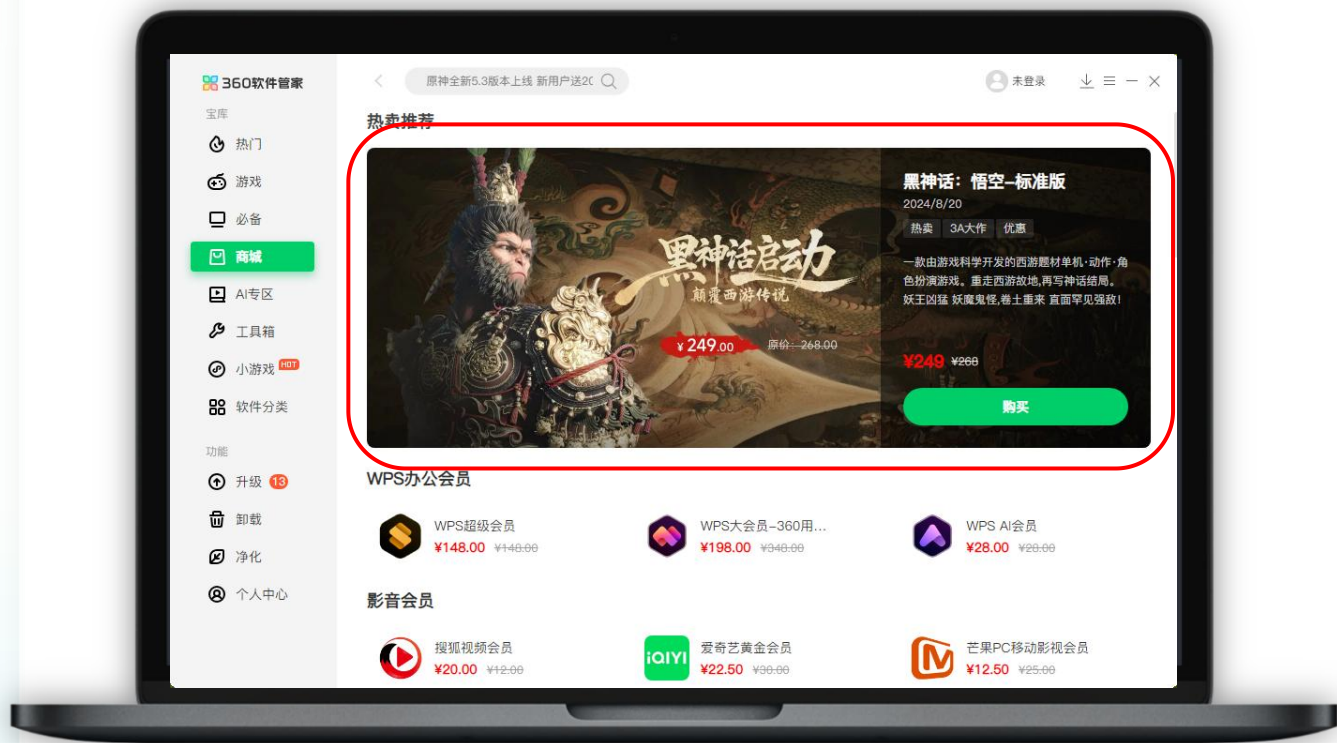 360软件管家
原神全新5.3版本上线 新用户送20
未登录
宝库
热门
游戏
必备
商城
AI专区
工具箱
小游戏 HOT
软件分类
功能
升级 13
卸载
净化
个人中心
热卖推荐
黑神话启动
颠覆西游传说
¥249.00 原价: 268.00
黑神话：悟空-标准版
2024/8/20
热卖 3A大作 优惠
一款由游戏科学开发的西游题材单机·动作·角
色扮演游戏。重走西游故地,再写神话结局。
妖王凶猛 妖魔鬼怪,卷土重来 直面罕见强敌!
¥249 ¥268
购买
WPS办公会员
WPS超级会员
¥148.00 ¥148.00
WPS大会员-360用...
¥198.00 ¥348.00
WPS AI会员
¥28.00 ¥28.00
影音会员
搜狐视频会员
¥20.00 ¥12.00
iQIYI
爱奇艺黄金会员
¥22.50 ¥30.00
芒果PC移动影视会员
¥12.50 ¥25.00